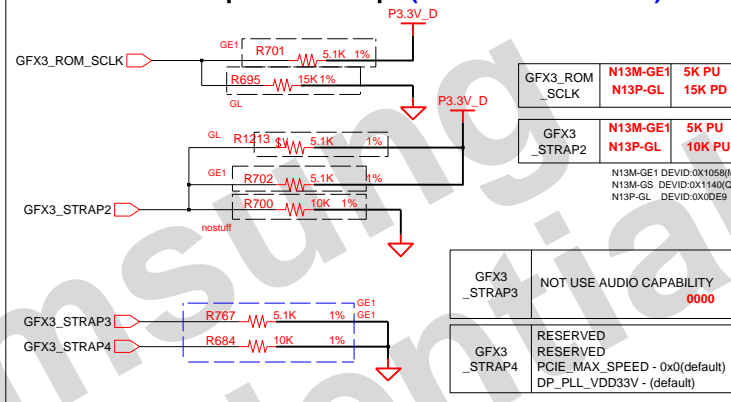 P3.3V_D
GE1
R701 5.1K 1%
GFX3_ROM_SCLK
R695 15K 1%
GL
GFX3_ROM _SCLK N13M-GE1 5K PU
N13P-GL 15K PD
P3.3V_D
GL
R1213 5.1K 1%
GFX3 _STRAP2 N13M-GE1 5K PU
N13P-GL 10K PU
GE1
R702 5.1K 1%
N13M-GE1 DEVID:0X1058(M
N13M-GS DEVID:0X1140(Q
N13P-GL DEVID:0X0DE9
GFX3_STRAP2
R700 10K 1%
nostuff
GFX3 _STRAP3 NOT USE AUDIO CAPABILITY
0000
GE1
GE1
GFX3_STRAP3 R767 5.1K 1%
GFX3_STRAP4 R684 10K 1%
GFX3 _STRAP4 RESERVED
RESERVED
PCIE_MAX_SPEED - 0x0(default)
DP_PLL_VDD33V - (default)